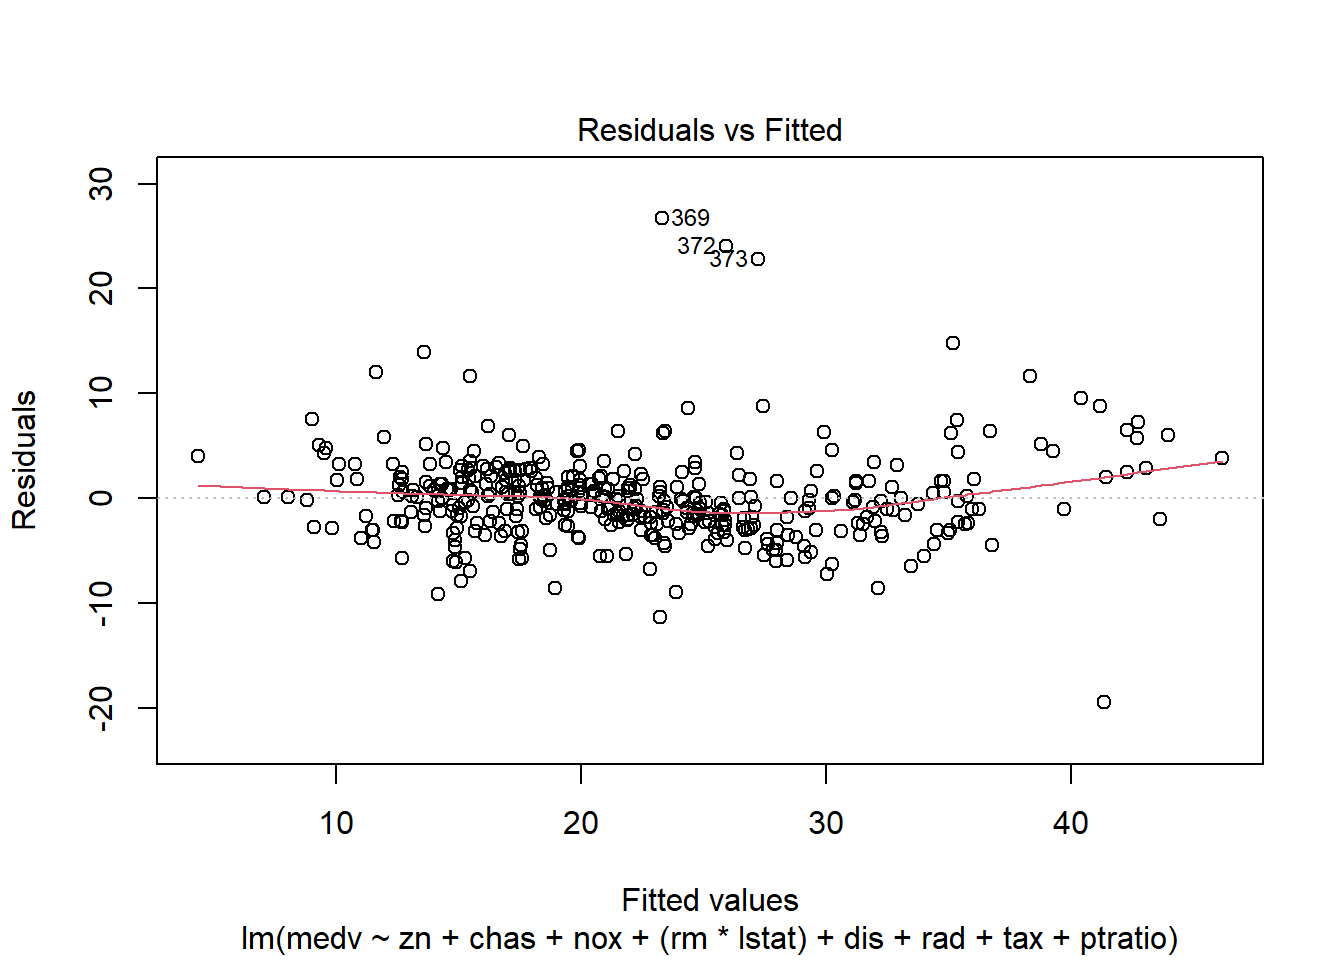 Residuals vs Fitted
30
20
10
0
-10
-20
Residuals
369
372
373
10 20 30 40
Fitted values
lm(medv ~ zn + chas + nox + (rm * lstat) + dis + rad + tax + ptratio)